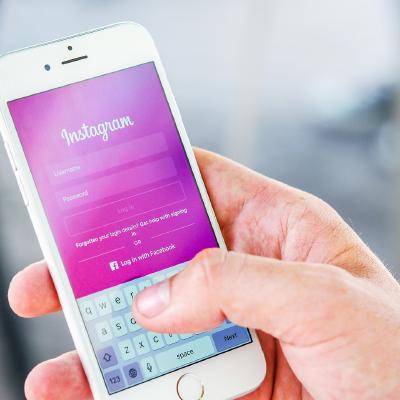 Instagram
Username
Password
Log in
Forgotten your login details? Get help with signing
in.
OR
Log in with Facebook
q w e
a s
z x c
123 space Next